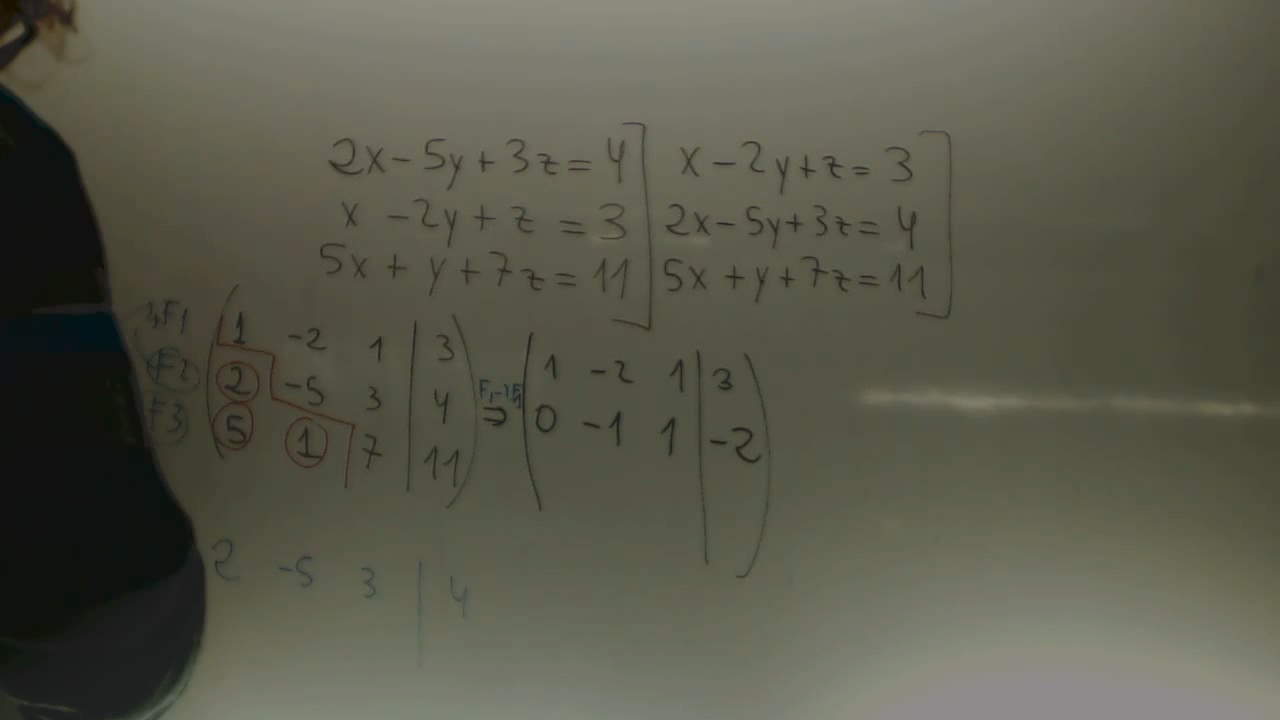 2x-5y+3z=4 x-2y+z=3
x-2y+z=3 2x-5y+3z=4
5x+y+7z=11 5x+y+7z=11
F1 1 -2 1 3
F2 2 -5 3 4
F3 5 1 7 11
⇒ 1 -2 1 3
0 -1 1 -2
2 -5 3 4